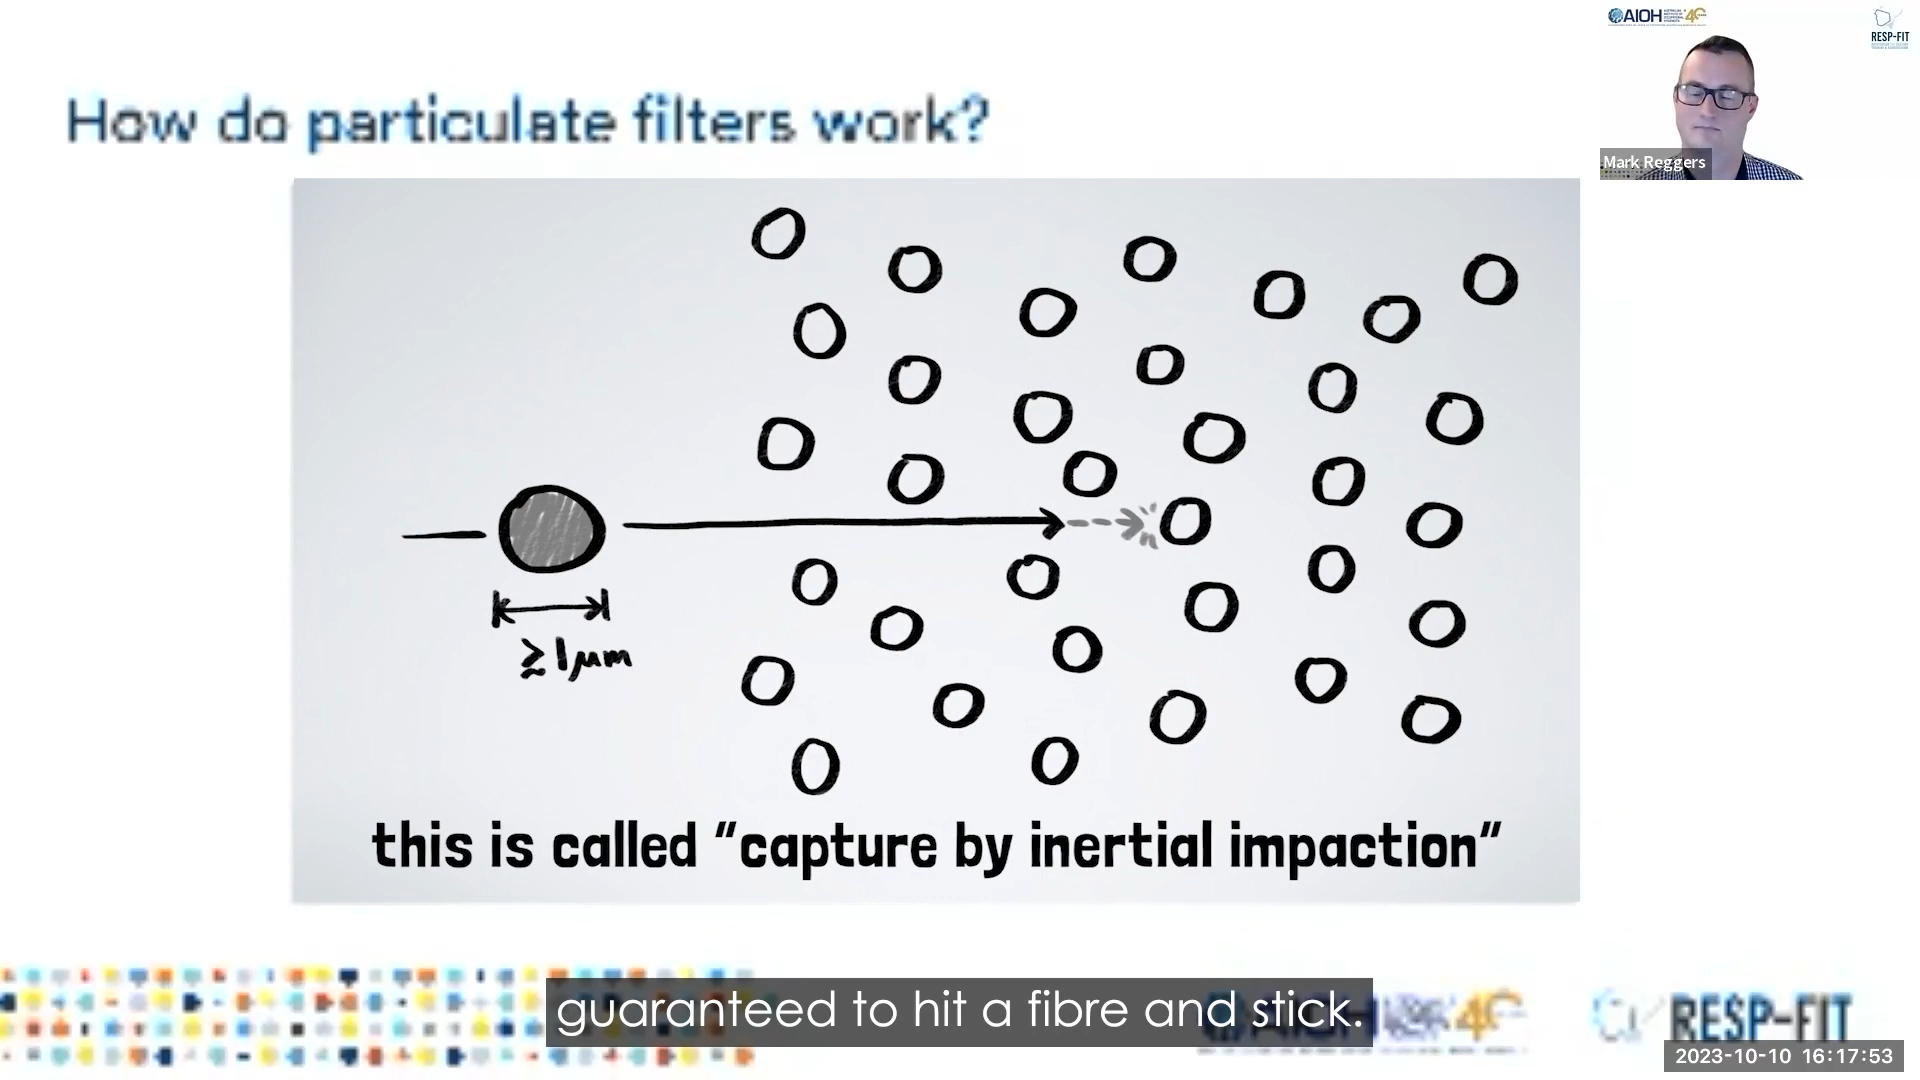 AIOH
RESP-FIT
How do particulate filters work?
Mark Reggers
≥1μm
this is called "capture by inertial impaction"
guaranteed to hit a fibre and stick.
AIOH
RESP-FIT
2023-10-10 16:17:53